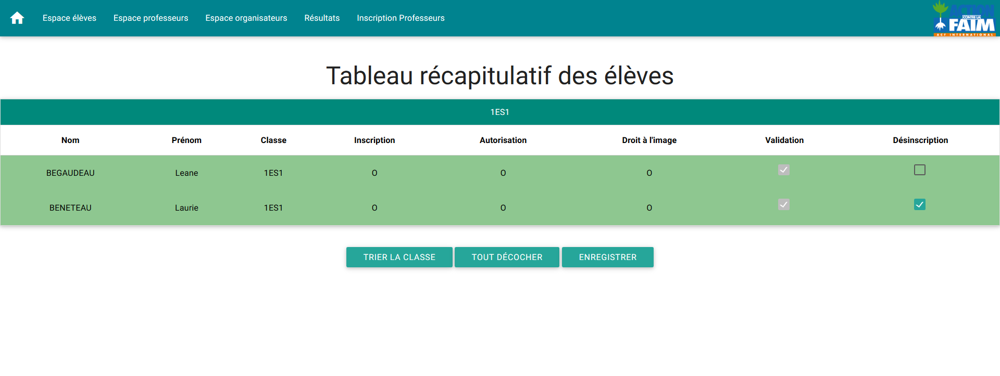 Espace élèves Espace professeurs Espace organisateurs Résultats Inscription Professeurs
ACTION
CONTRE LA
FAIM
ACF INTERNATIONAL
Tableau récapitulatif des élèves
1ES1
Nom Prénom Classe Inscription Autorisation Droit à l'image Validation Désinscription
BEGAUDEAU Leane 1ES1 O O O
BENETEAU Laurie 1ES1 O O O
TRIER LA CLASSE TOUT DÉCOCHER ENREGISTRER